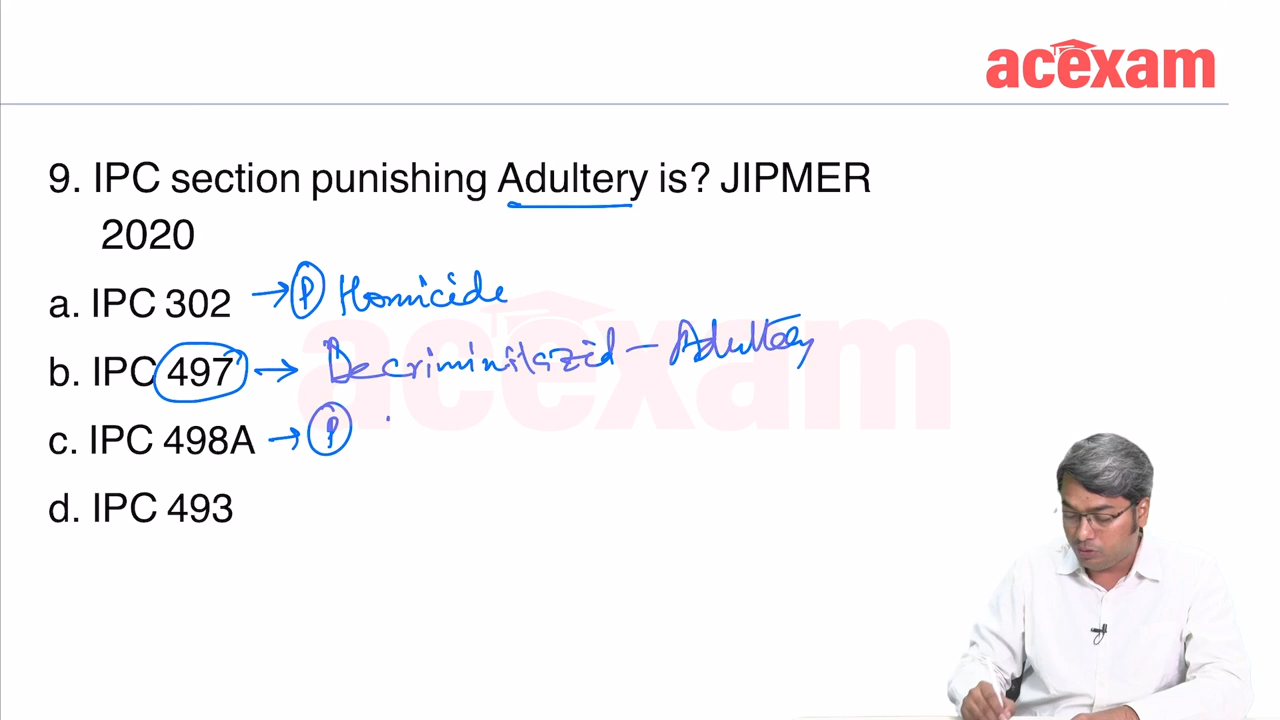 acexam
9. IPC section punishing Adultery is? JIPMER
2020
a. IPC 302 → P Homicide
b. IPC 497 → Decriminilazid – Adultery
c. IPC 498A → P
d. IPC 493
acexam